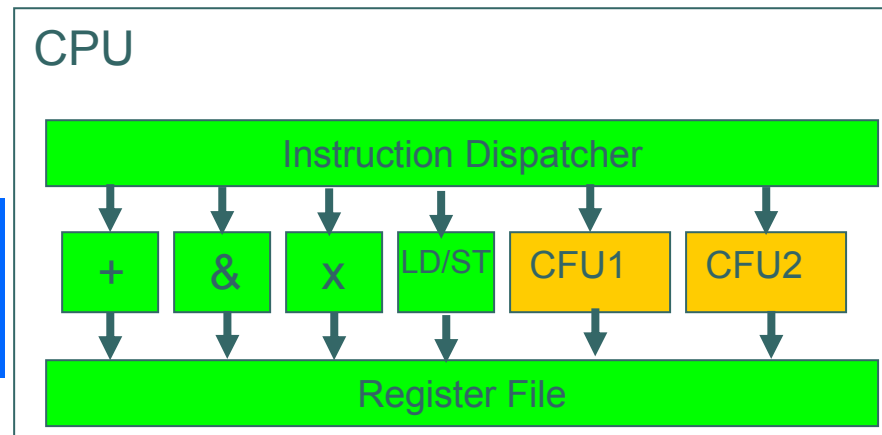 CPU
Instruction Dispatcher
+ & x LD/ST CFU1 CFU2
Register File